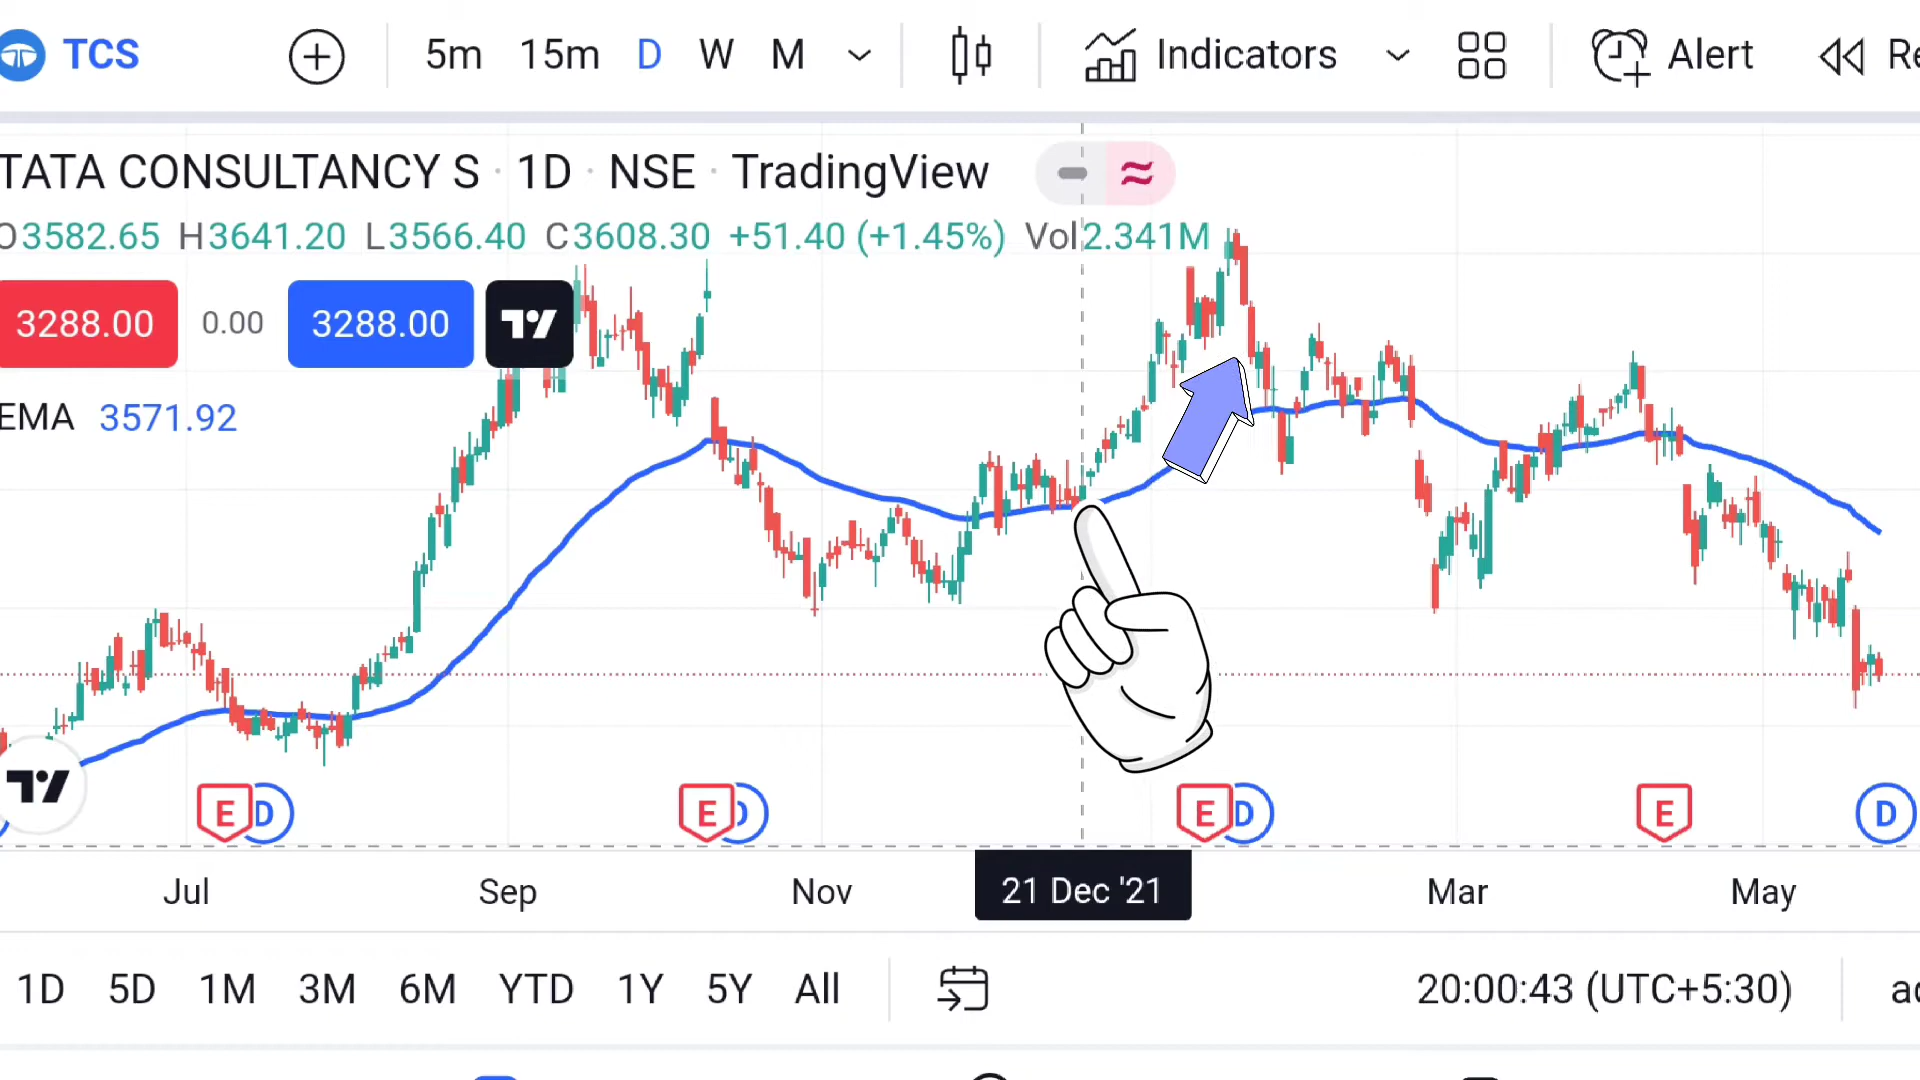 TCS 5m 15m D W M Indicators Alert Re
TATA CONSULTANCY S · 1D · NSE · TradingView
O3582.65 H3641.20 L3566.40 C3608.30 +51.40 (+1.45%) Vol2.341M
3288.00 0.00 3288.00
EMA 3571.92
E D E D E D E D
Jul Sep Nov 21 Dec '21 Mar May
1D 5D 1M 3M 6M YTD 1Y 5Y All 20:00:43 (UTC+5:30)